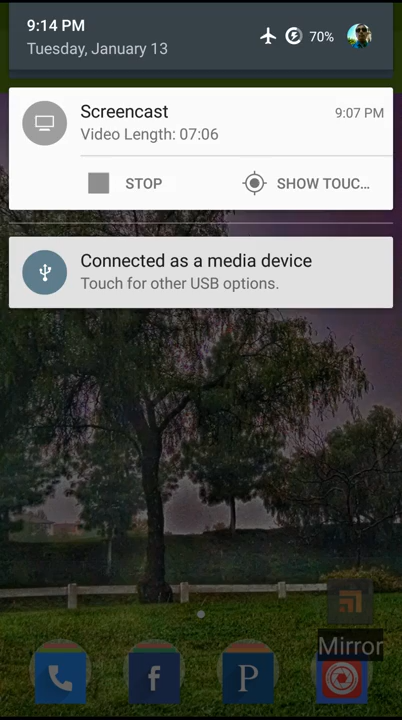 9:14 PM
70%
Tuesday, January 13
Screencast
9:07 PM
Video Length: 07:06
STOP
SHOW TOUC...
Connected as a media device
Touch for other USB options.
Mirror
f
P